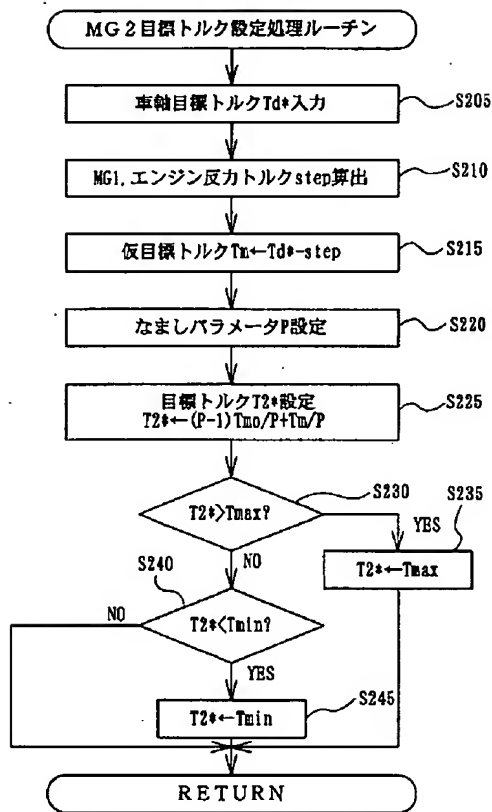 MG2目標トルク設定処理ルーチン
車軸目標トルクTd*入力
S205
MG1,エンジン反力トルクstep算出
S210
仮目標トルクTm←Td*-step
S215
なましパラメータP設定
S220
目標トルクT2*設定
T2*←(P-1)Tmo/P+Tm/P
S225
T2*>Tmax?
S230
YES
S235
T2*←Tmax
NO
S240
T2*<Tmin?
NO
YES
T2*←Tmin
S245
RETURN